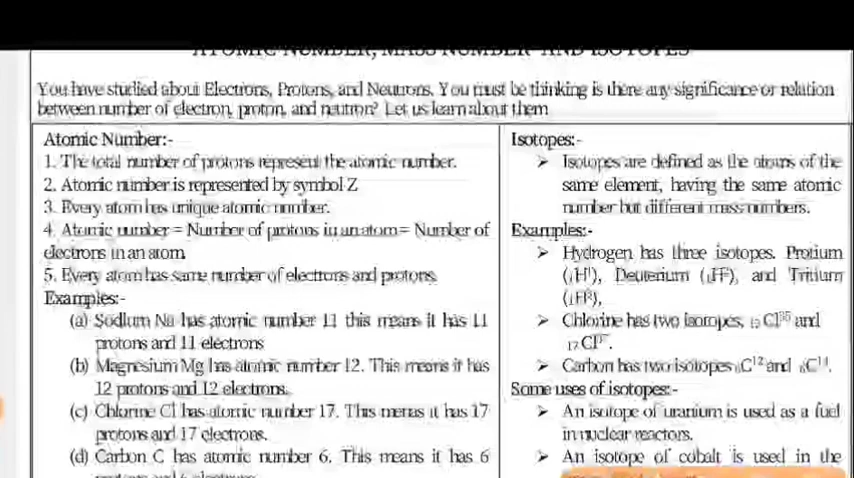 ATOMIC NUMBER, MASS NUMBER AND ISOTOPES
You have studied about Electrons, Protons, and Neutrons. You must be thinking is there any significance or relation
between number of electron, proton, and neutron? Let us learn about them
Atomic Number:-
1. The total number of protons represent the atomic number.
2. Atomic number is represented by symbol Z
3. Every atom has unique atomic number.
4. Atomic number = Number of protons in an atom = Number of
electrons in an atom
5. Every atom has same number of electrons and protons.
Examples:-
(a) Sodium Na has atomic number 11 this means it has 11
protons and 11 electrons
(b) Magnesium Mg has atomic number 12. This means it has
12 protons and 12 electrons.
(c) Chlorine Cl has atomic number 17. This means it has 17
protons and 17 electrons.
(d) Carbon C has atomic number 6. This means it has 6
Isotopes:-
➤ Isotopes are defined as the atoms of the
same element, having the same atomic
number but different mass numbers.
Examples:-
➤ Hydrogen has three isotopes. Protium
(₁H¹), Deuterium (₁H²), and Tritium
(₁H³),
➤ Chlorine has two isotopes, ₁₇Cl³⁵ and
₁₇Cl³⁷.
➤ Carbon has two isotopes ₆C¹² and ₆C¹⁴.
Some uses of isotopes:-
➤ An isotope of uranium is used as a fuel
in nuclear reactors.
➤ An isotope of cobalt is used in the